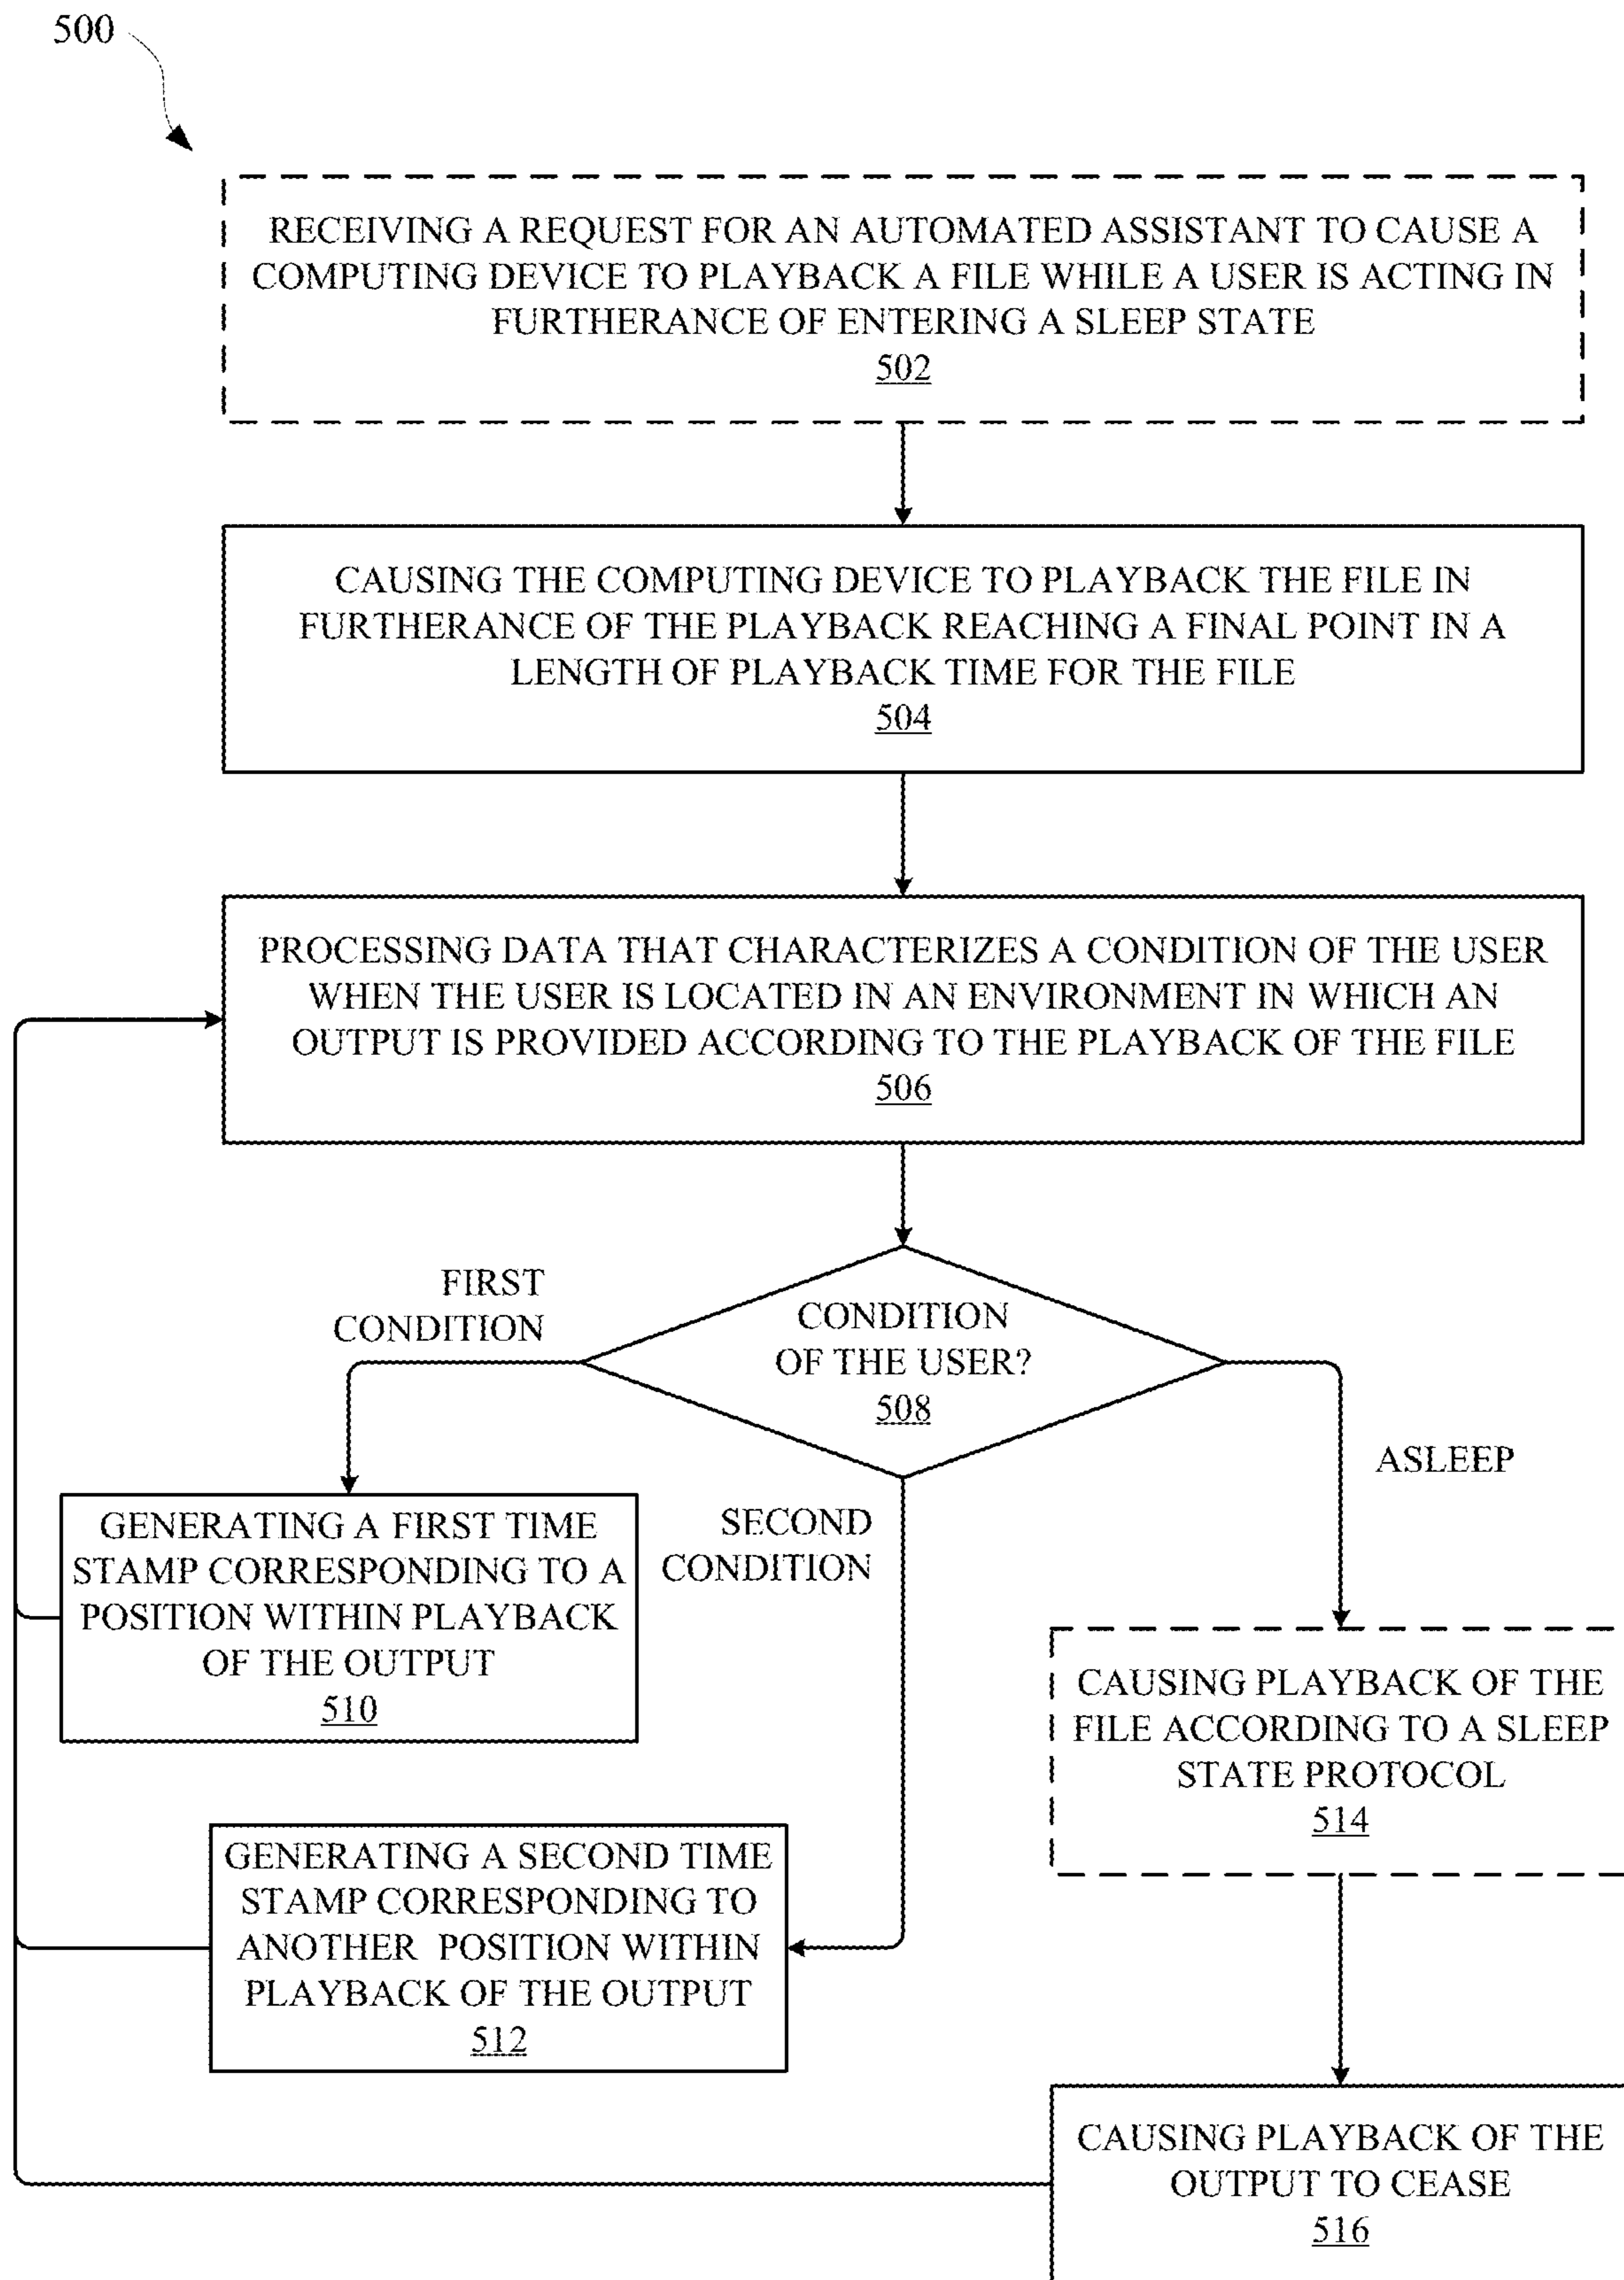 500
RECEIVING A REQUEST FOR AN AUTOMATED ASSISTANT TO CAUSE A
COMPUTING DEVICE TO PLAYBACK A FILE WHILE A USER IS ACTING IN
FURTHERANCE OF ENTERING A SLEEP STATE
502
CAUSING THE COMPUTING DEVICE TO PLAYBACK THE FILE IN
FURTHERANCE OF THE PLAYBACK REACHING A FINAL POINT IN A
LENGTH OF PLAYBACK TIME FOR THE FILE
504
PROCESSING DATA THAT CHARACTERIZES A CONDITION OF THE USER
WHEN THE USER IS LOCATED IN AN ENVIRONMENT IN WHICH AN
OUTPUT IS PROVIDED ACCORDING TO THE PLAYBACK OF THE FILE
506
CONDITION
OF THE USER?
508
FIRST
CONDITION
GENERATING A FIRST TIME
STAMP CORRESPONDING TO A
POSITION WITHIN PLAYBACK
OF THE OUTPUT
510
SECOND
CONDITION
GENERATING A SECOND TIME
STAMP CORRESPONDING TO
ANOTHER POSITION WITHIN
PLAYBACK OF THE OUTPUT
512
ASLEEP
CAUSING PLAYBACK OF THE
FILE ACCORDING TO A SLEEP
STATE PROTOCOL
514
CAUSING PLAYBACK OF THE
OUTPUT TO CEASE
516